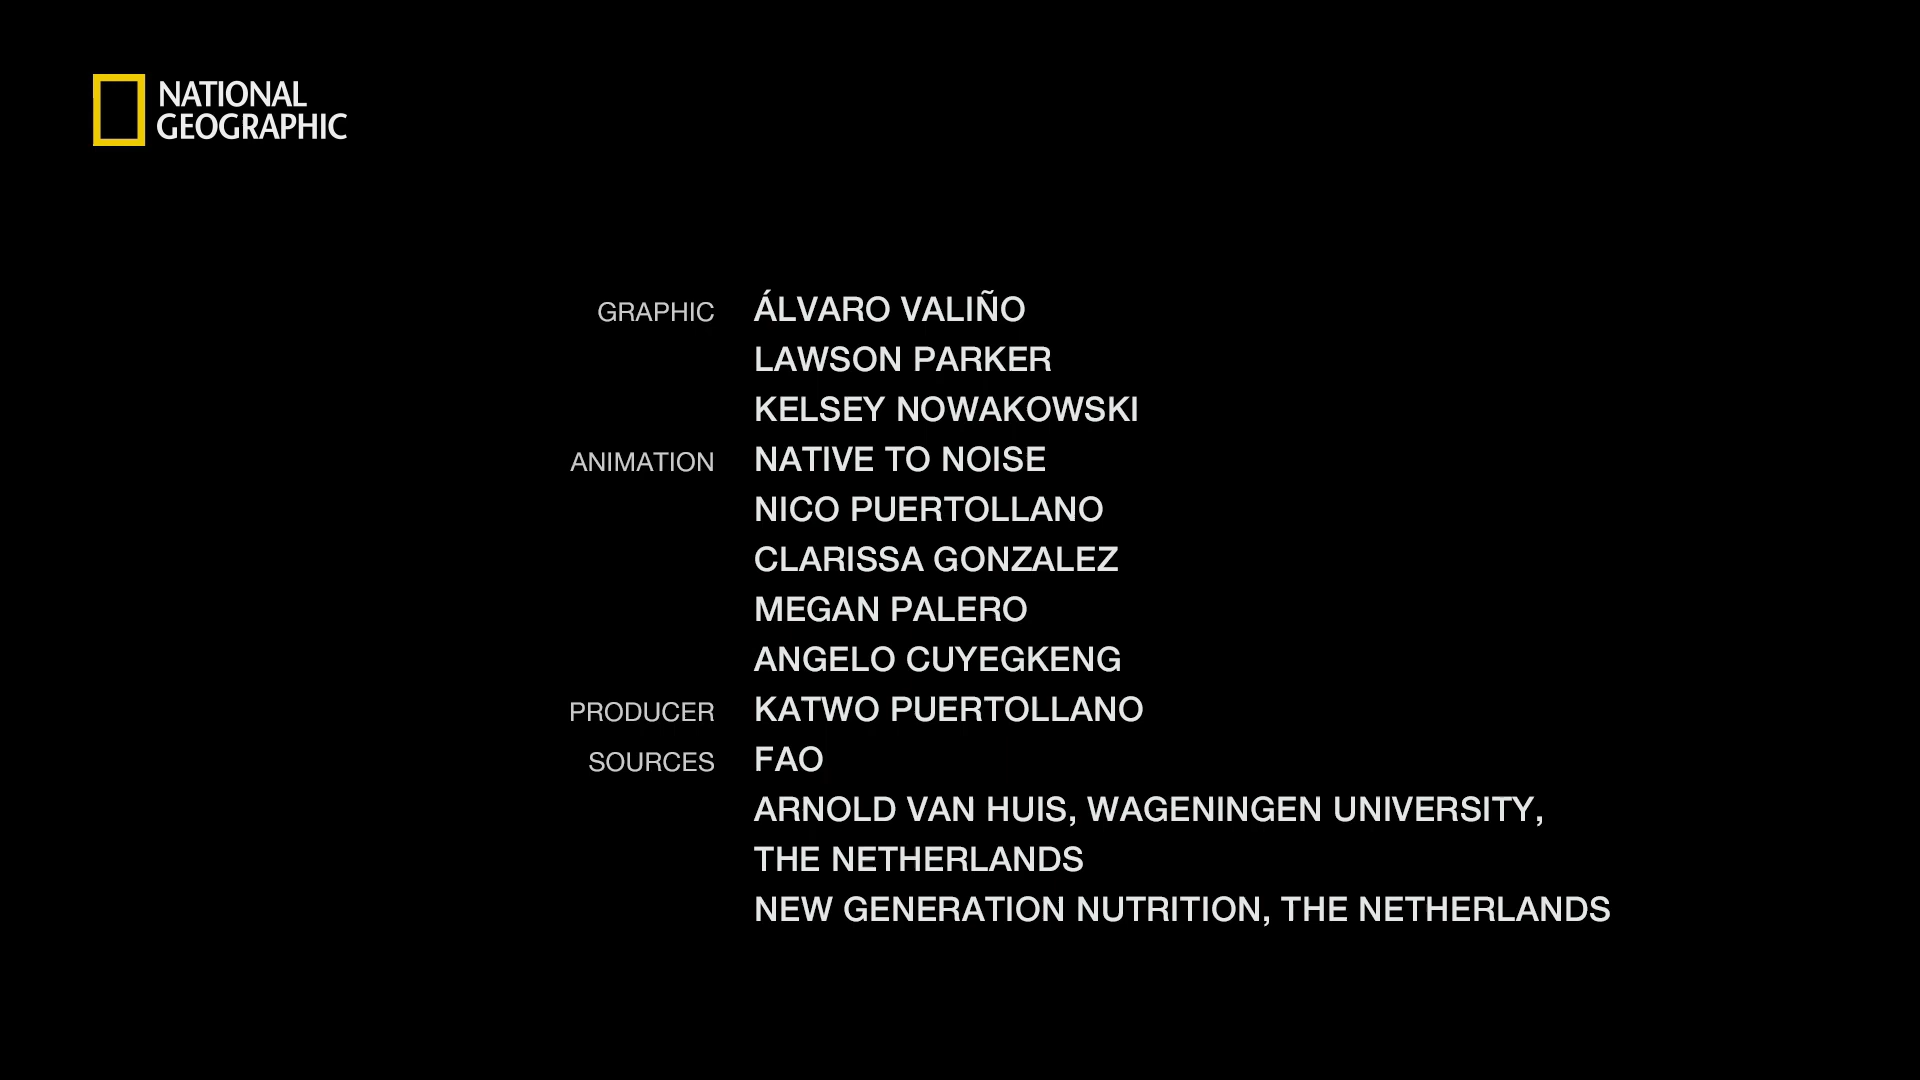 NATIONAL
GEOGRAPHIC
GRAPHIC ÁLVARO VALIÑO
LAWSON PARKER
KELSEY NOWAKOWSKI
ANIMATION NATIVE TO NOISE
NICO PUERTOLLANO
CLARISSA GONZALEZ
MEGAN PALERO
ANGELO CUYEGKENG
PRODUCER KATWO PUERTOLLANO
SOURCES FAO
ARNOLD VAN HUIS, WAGENINGEN UNIVERSITY,
THE NETHERLANDS
NEW GENERATION NUTRITION, THE NETHERLANDS